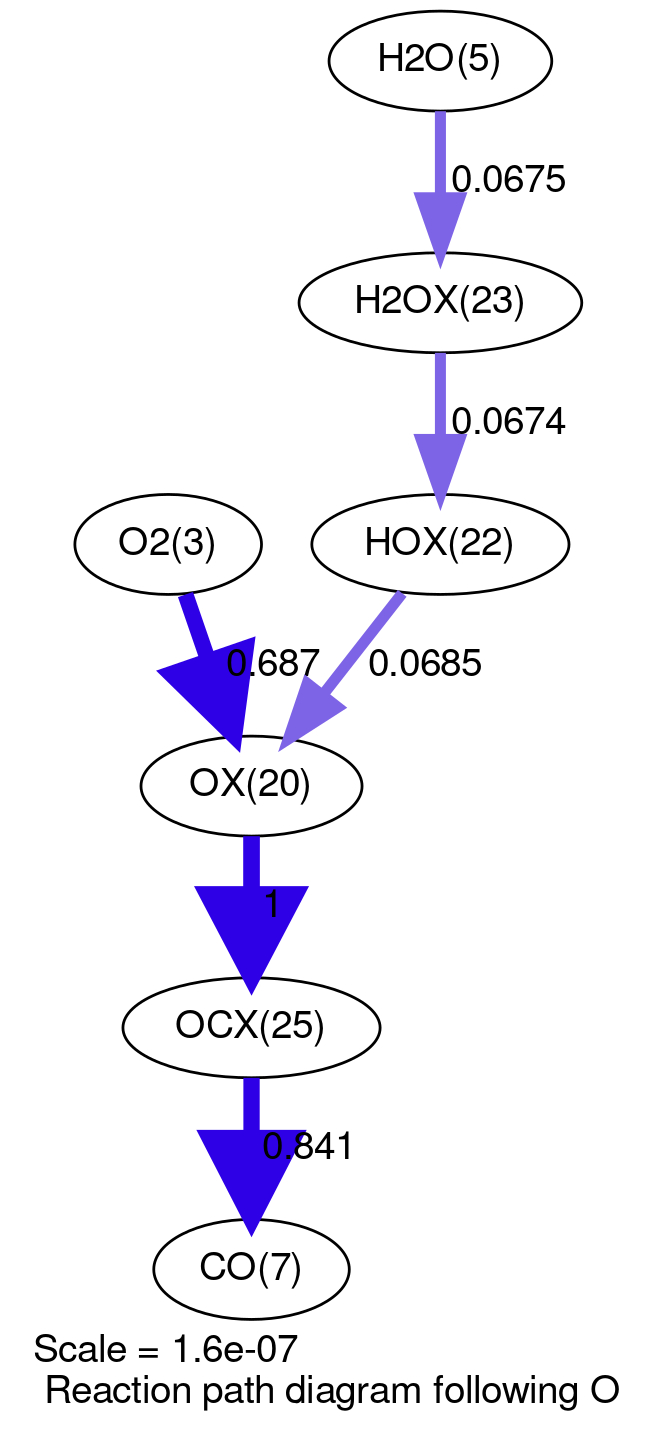 H2O(5)
0.0675
H2OX(23)
0.0674
O2(3)
HOX(22)
0.687
0.0685
OX(20)
1
OCX(25)
0.841
CO(7)
Scale = 1.6e-07
Reaction path diagram following O